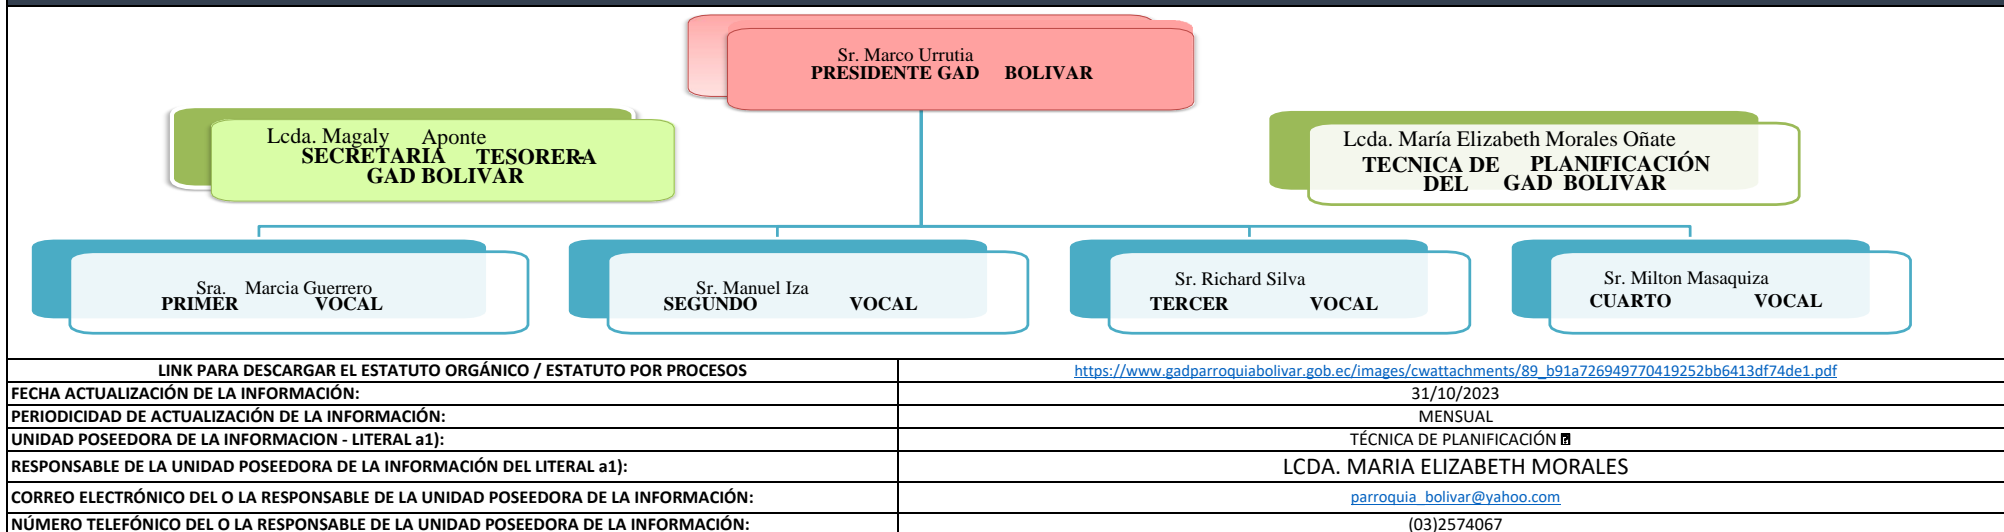 Sr. Marco Urrutia
PRESIDENTE GAD BOLIVAR
Lcda. Magaly Aponte
SECRETARIA TESORERA-
GAD BOLIVAR
Lcda. María Elizabeth Morales Oñate
TECNICA DE PLANIFICACIÓN
DEL GAD BOLIVAR
Sra. Marcia Guerrero
PRIMER VOCAL
Sr. Manuel Iza
SEGUNDO VOCAL
Sr. Richard Silva
TERCER VOCAL
Sr. Milton Masaquiza
CUARTO VOCAL
LINK PARA DESCARGAR EL ESTATUTO ORGÁNICO / ESTATUTO POR PROCESOS https://www.gadparroquiabolivar.gob.ec/images/cwattachments/89_b91a726949770419252bb6413df74de1.pdf
FECHA ACTUALIZACIÓN DE LA INFORMACIÓN: 31/10/2023
PERIODICIDAD DE ACTUALIZACIÓN DE LA INFORMACIÓN: MENSUAL
UNIDAD POSEEDORA DE LA INFORMACION - LITERAL a1): TÉCNICA DE PLANIFICACIÓN
RESPONSABLE DE LA UNIDAD POSEEDORA DE LA INFORMACIÓN DEL LITERAL a1): LCDA. MARIA ELIZABETH MORALES
CORREO ELECTRÓNICO DEL O LA RESPONSABLE DE LA UNIDAD POSEEDORA DE LA INFORMACIÓN: parroquia_bolivar@yahoo.com
NÚMERO TELEFÓNICO DEL O LA RESPONSABLE DE LA UNIDAD POSEEDORA DE LA INFORMACIÓN: (03)2574067